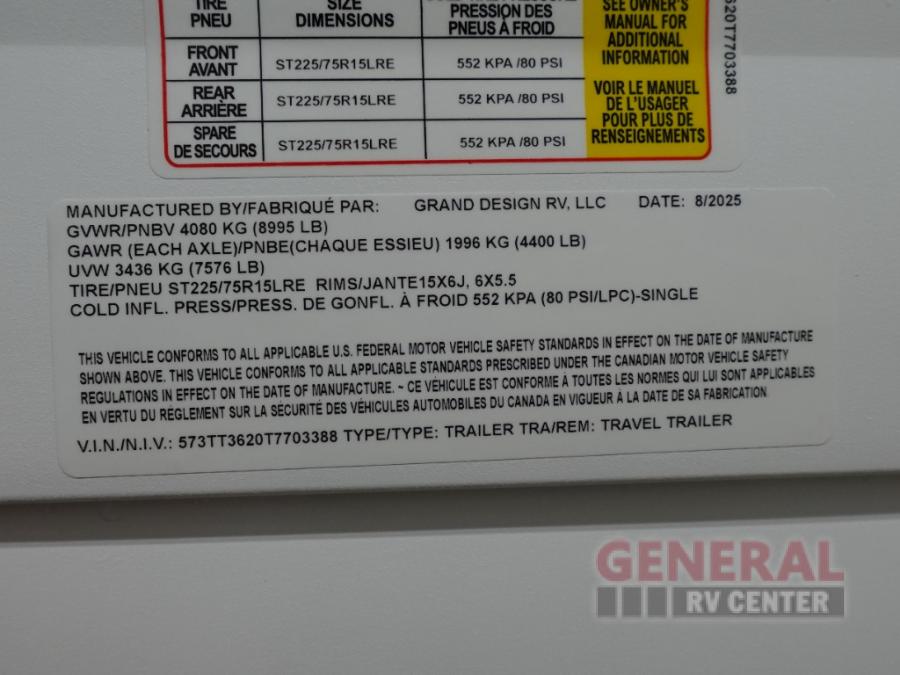 TIRE SIZE
PNEU DIMENSIONS PRESSION DES
PNEUS À FROID
FRONT
AVANT ST225/75R15LRE 552 KPA /80 PSI
REAR
ARRIÈRE ST225/75R15LRE 552 KPA /80 PSI
SPARE
DE SECOURS ST225/75R15LRE 552 KPA /80 PSI
SEE OWNER'S
MANUAL FOR
ADDITIONAL
INFORMATION
VOIR LE MANUEL
DE L'USAGER
POUR PLUS DE
RENSEIGNEMENTS
620T7703388
MANUFACTURED BY/FABRIQUÉ PAR: GRAND DESIGN RV, LLC DATE: 8/2025
GVWR/PNBV 4080 KG (8995 LB)
GAWR (EACH AXLE)/PNBE(CHAQUE ESSIEU) 1996 KG (4400 LB)
UVW 3436 KG (7576 LB)
TIRE/PNEU ST225/75R15LRE RIMS/JANTE15X6J, 6X5.5
COLD INFL. PRESS/PRESS. DE GONFL. À FROID 552 KPA (80 PSI/LPC)-SINGLE
THIS VEHICLE CONFORMS TO ALL APPLICABLE U.S. FEDERAL MOTOR VEHICLE SAFETY STANDARDS IN EFFECT ON THE DATE OF MANUFACTURE
SHOWN ABOVE. THIS VEHICLE CONFORMS TO ALL APPLICABLE STANDARDS PRESCRIBED UNDER THE CANADIAN MOTOR VEHICLE SAFETY
REGULATIONS IN EFFECT ON THE DATE OF MANUFACTURE. ~ CE VÉHICULE EST CONFORME À TOUTES LES NORMES QUI LUI SONT APPLICABLES
EN VERTU DU RÈGLEMENT SUR LA SÉCURITÉ DES VÉHICULES AUTOMOBILES DU CANADA EN VIGUEUR À LA DATE DE SA FABRICATION
V.I.N./N.I.V.: 573TT3620T7703388 TYPE/TYPE: TRAILER TRA/REM: TRAVEL TRAILER
GENERAL
RV CENTER